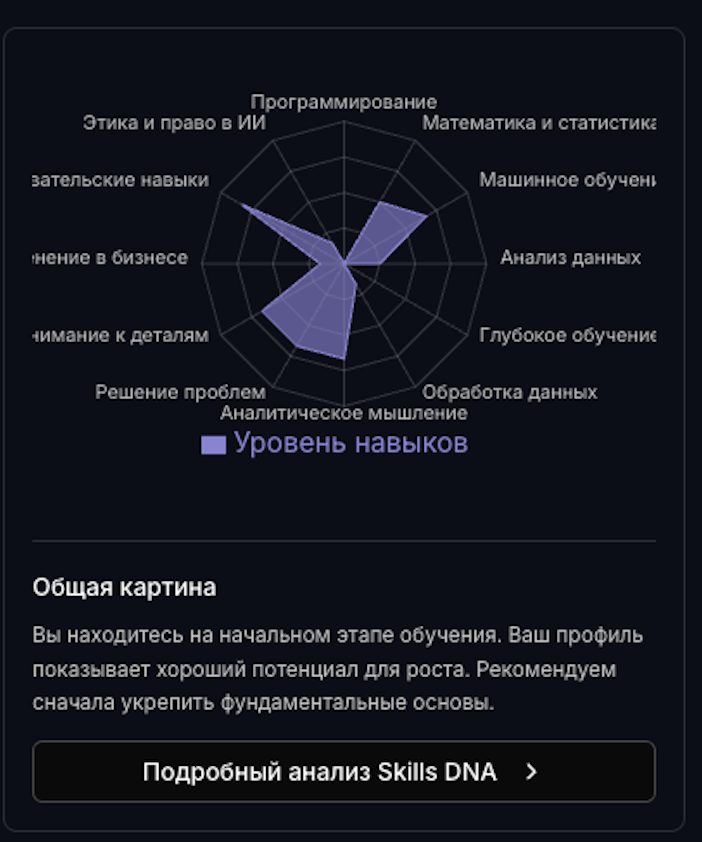 Программирование
Этика и право в ИИ
Математика и статистика
зательские навыки
Машинное обучени
нение в бизнесе
Анализ данных
нимание к деталям
Глубокое обучение
Решение проблем
Обработка данных
Аналитическое мышление
Уровень навыков
Общая картина
Вы находитесь на начальном этапе обучения. Ваш профиль
показывает хороший потенциал для роста. Рекомендуем
сначала укрепить фундаментальные основы.
Подробный анализ Skills DNA